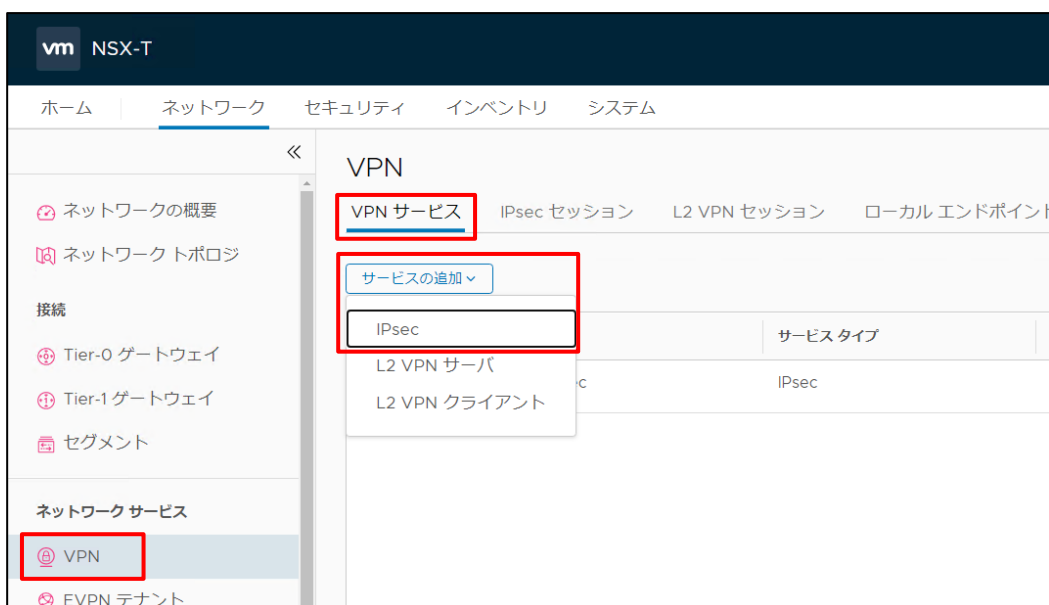 vm NSX-T
ホーム ネットワーク セキュリティ インベントリ システム
ネットワークの概要
ネットワーク トポロジ
接続
Tier-0 ゲートウェイ
Tier-1 ゲートウェイ
セグメント
ネットワーク サービス
VPN
EVPN テナント
VPN
VPN サービス IPsec セッション L2 VPN セッション ローカル エンドポイント
サービスの追加
IPsec
L2 VPN サーバ
L2 VPN クライアント
サービス タイプ
c IPsec